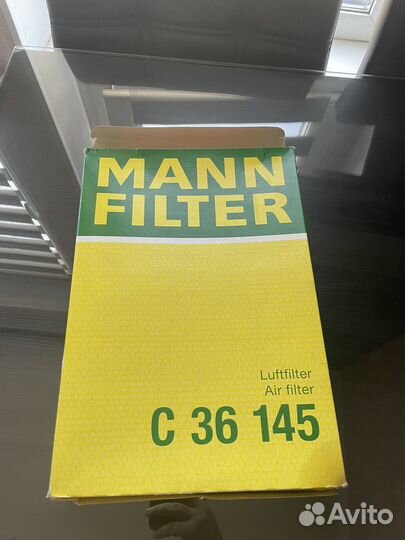 MANN
FILTER
Luftfilter
Air filter
C 36 145
Avito